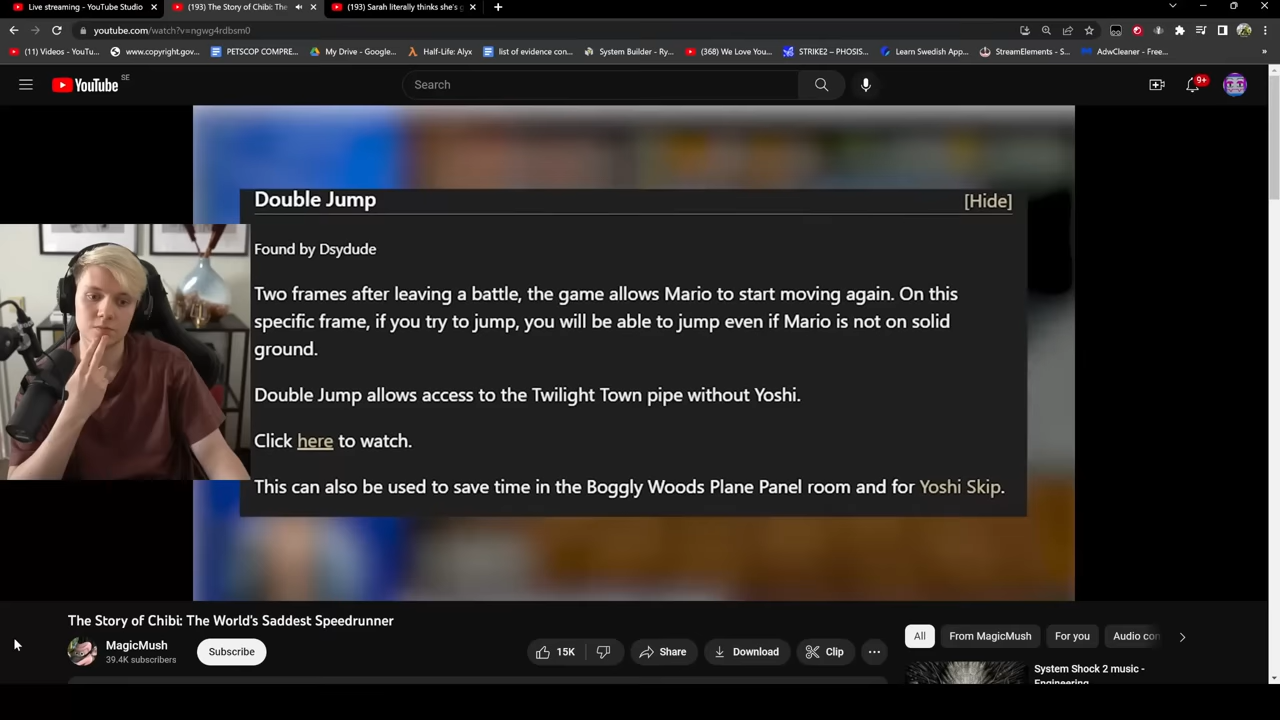 Live streaming - YouTube Studio
(193) The Story of Chibi: The
(193) Sarah literally thinks she's g
youtube.com/watch?v=ngwg4rdbsm0
(11) Videos - YouTu...
www.copyright.gov...
PETSCOP COMPRE...
My Drive - Google...
Half-Life: Alyx
list of evidence con...
System Builder - Ry...
(368) We Love You...
STRIKE2 – PHOSIS...
Learn Swedish App...
StreamElements - S...
AdwCleaner - Free...
YouTube SE
Search
9+
Double Jump
[Hide]
Found by Dsydude
Two frames after leaving a battle, the game allows Mario to start moving again. On this
specific frame, if you try to jump, you will be able to jump even if Mario is not on solid
ground.
Double Jump allows access to the Twilight Town pipe without Yoshi.
Click here to watch.
This can also be used to save time in the Boggly Woods Plane Panel room and for Yoshi Skip.
The Story of Chibi: The World's Saddest Speedrunner
MagicMush
39.4K subscribers
Subscribe
15K
Share
Download
Clip
All
From MagicMush
For you
Audio con
System Shock 2 music -
Engineering